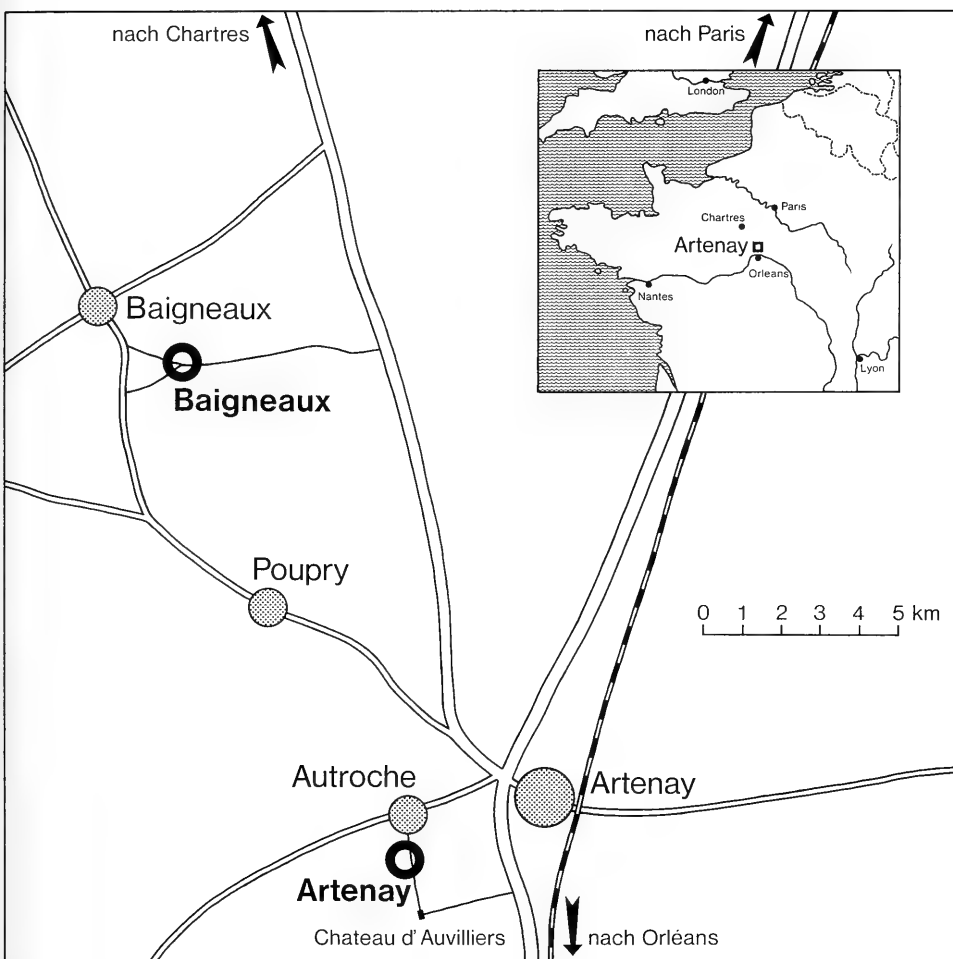 nach Chartres
nach Paris
London
Paris
Chartres
Artenay
Orleans
Nantes
Lyon
Baigneaux
Baigneaux
Poupry
0 1 2 3 4 5 km
Autroche
Artenay
Artenay
Chateau d'Auvilliers
nach Orléans